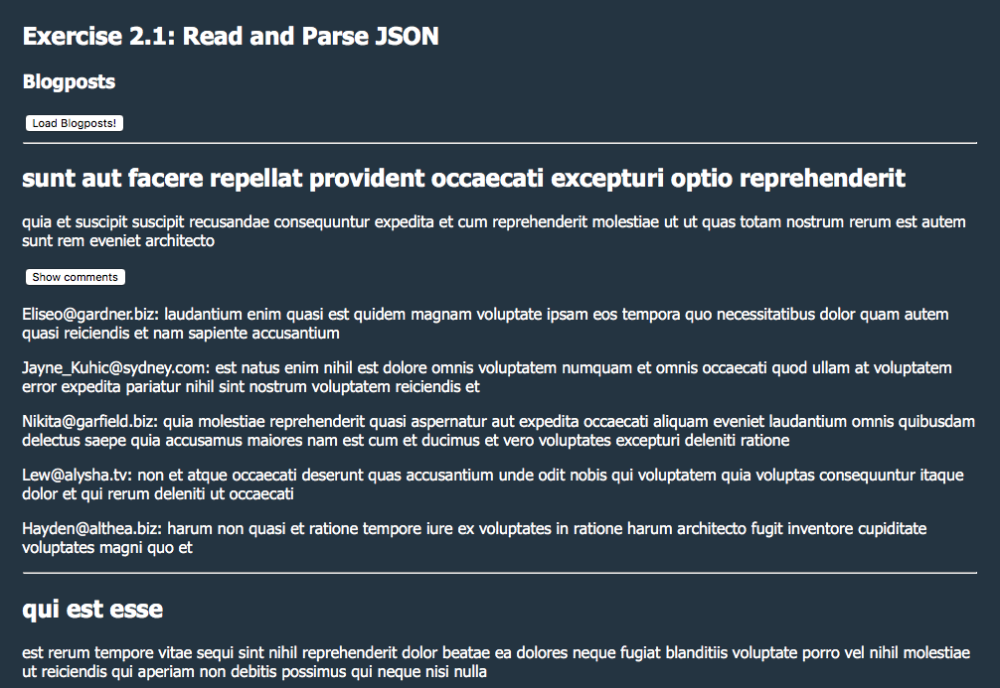 Exercise 2.1: Read and Parse JSON
Blogposts
Load Blogposts!
sunt aut facere repellat provident occaecati excepturi optio reprehenderit
quia et suscipit suscipit recusandae consequuntur expedita et cum reprehenderit molestiae ut ut quas totam nostrum rerum est autem
sunt rem eveniet architecto
Show comments
Eliseo@gardner.biz: laudantium enim quasi est quidem magnam voluptate ipsam eos tempora quo necessitatibus dolor quam autem
quasi reiciendis et nam sapiente accusantium
Jayne_Kuhic@sydney.com: est natus enim nihil est dolore omnis voluptatem numquam et omnis occaecati quod ullam at voluptatem
error expedita pariatur nihil sint nostrum voluptatem reiciendis et
Nikita@garfield.biz: quia molestiae reprehenderit quasi aspernatur aut expedita occaecati aliquam eveniet laudantium omnis quibusdam
delectus saepe quia accusamus maiores nam est cum et ducimus et vero voluptates excepturi deleniti ratione
Lew@alysha.tv: non et atque occaecati deserunt quas accusantium unde odit nobis qui voluptatem quia voluptas consequuntur itaque
dolor et qui rerum deleniti ut occaecati
Hayden@althea.biz: harum non quasi et ratione tempore iure ex voluptates in ratione harum architecto fugit inventore cupiditate
voluptates magni quo et
qui est esse
est rerum tempore vitae sequi sint nihil reprehenderit dolor beatae ea dolores neque fugiat blanditiis voluptate porro vel nihil molestiae
ut reiciendis qui aperiam non debitis possimus qui neque nisi nulla